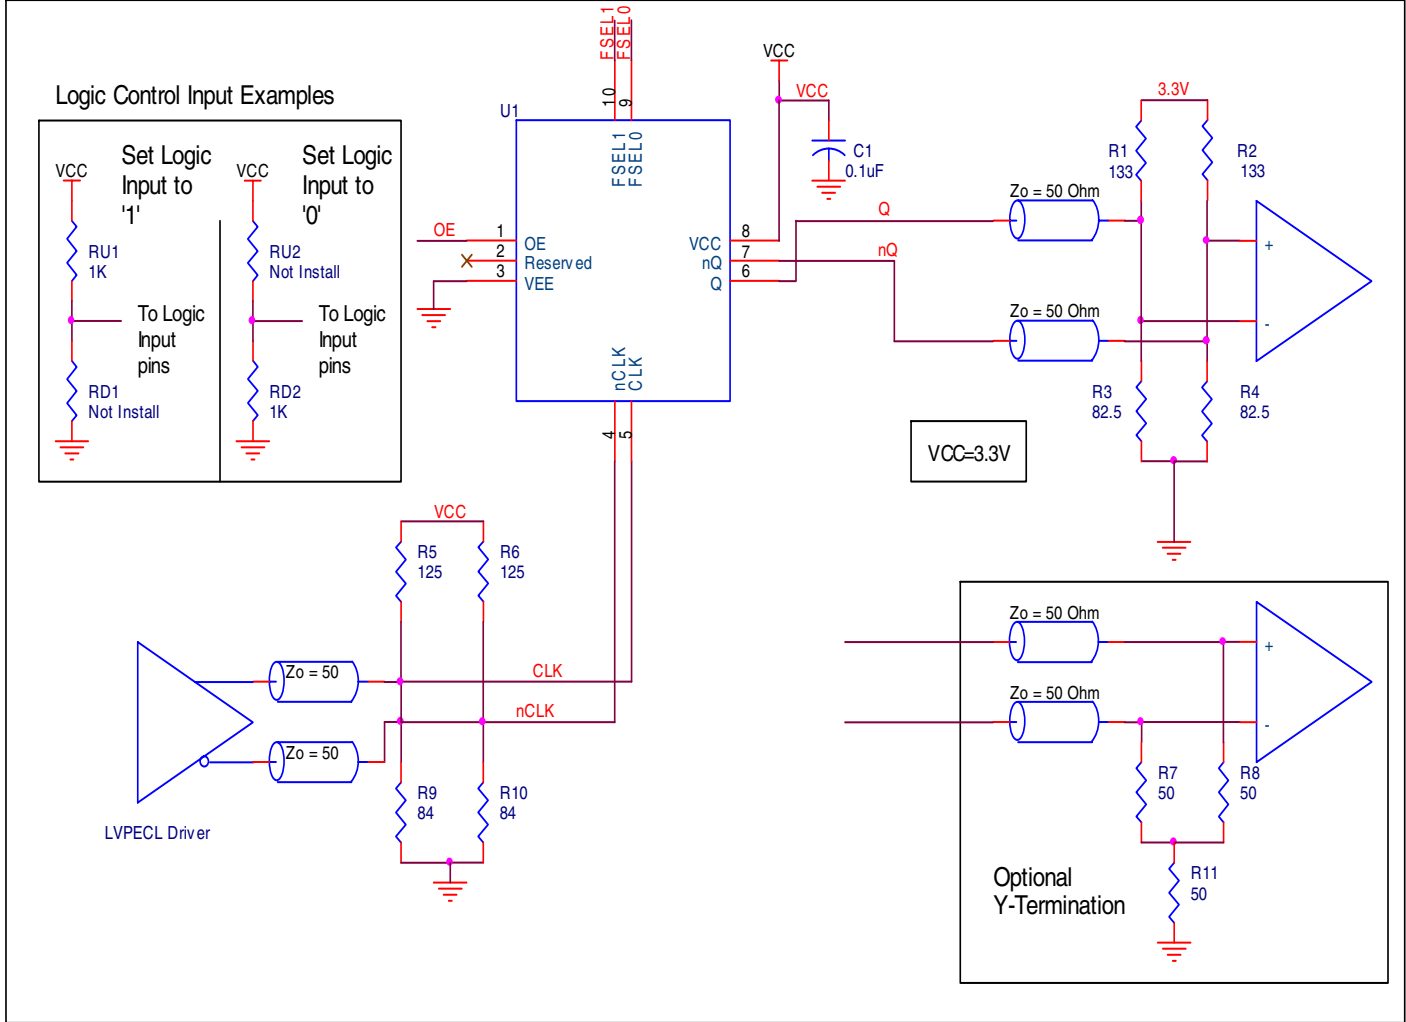 FSEL1
FSEL0
10
9
Logic Control Input Examples
VCC
Set Logic
Input to
'1'
RU1
1K
To Logic
Input
pins
RD1
Not Install
VCC
Set Logic
Input to
'0'
RU2
Not Install
To Logic
Input
pins
RD2
1K
U1
FSEL1
FSEL0
OE
1
OE
2
Reserved
3
VEE
8
VCC
7
nQ
6
Q
nCLK
CLK
4
5
VCC
VCC
C1
0.1uF
Q
nQ
Zo = 50 Ohm
Zo = 50 Ohm
3.3V
R1
133
R2
133
+
-
R3
82.5
R4
82.5
VCC=3.3V
VCC
R5
125
R6
125
Zo = 50
CLK
nCLK
Zo = 50
R9
84
R10
84
LVPECL Driver
Zo = 50 Ohm
Zo = 50 Ohm
+
-
R7
50
R8
50
R11
50
Optional
Y-Termination